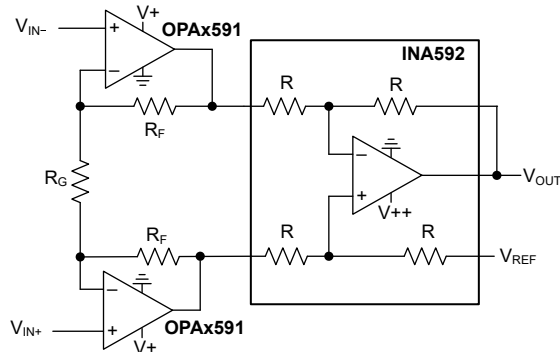 V+
OPAx591
VIN−
+
−
INA592
R
R
RF
RG
−
+
VOUT
V++
RF
R
R
VREF
−
+
VIN+
V+
OPAx591